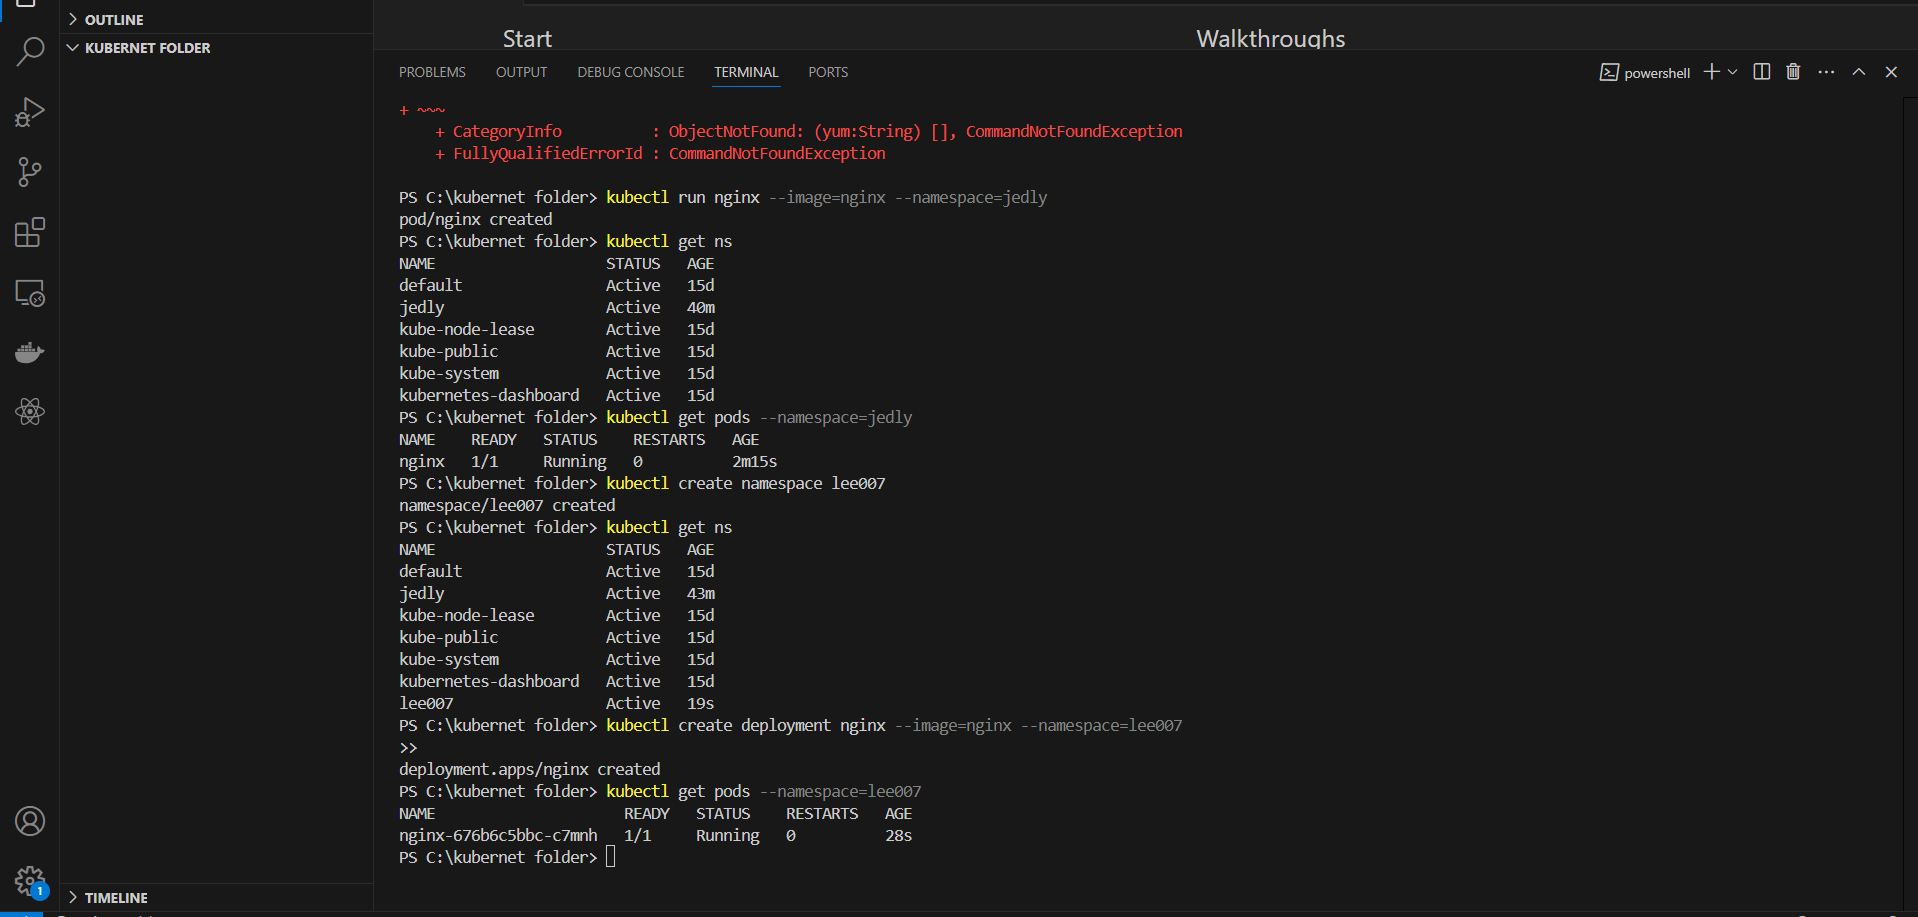 OUTLINE
KUBERNET FOLDER
Start
Walkthroughs
PROBLEMS OUTPUT DEBUG CONSOLE TERMINAL PORTS
powershell
+ ~~~
+ CategoryInfo : ObjectNotFound: (yum:String) [], CommandNotFoundException
+ FullyQualifiedErrorId : CommandNotFoundException
PS C:\kubernet folder> kubectl run nginx --image=nginx --namespace=jedly
pod/nginx created
PS C:\kubernet folder> kubectl get ns
NAME STATUS AGE
default Active 15d
jedly Active 40m
kube-node-lease Active 15d
kube-public Active 15d
kube-system Active 15d
kubernetes-dashboard Active 15d
PS C:\kubernet folder> kubectl get pods --namespace=jedly
NAME READY STATUS RESTARTS AGE
nginx 1/1 Running 0 2m15s
PS C:\kubernet folder> kubectl create namespace lee007
namespace/lee007 created
PS C:\kubernet folder> kubectl get ns
NAME STATUS AGE
default Active 15d
jedly Active 43m
kube-node-lease Active 15d
kube-public Active 15d
kube-system Active 15d
kubernetes-dashboard Active 15d
lee007 Active 19s
PS C:\kubernet folder> kubectl create deployment nginx --image=nginx --namespace=lee007
>>
deployment.apps/nginx created
PS C:\kubernet folder> kubectl get pods --namespace=lee007
NAME READY STATUS RESTARTS AGE
nginx-676b6c5bbc-c7mnh 1/1 Running 0 28s
PS C:\kubernet folder>
1
TIMELINE